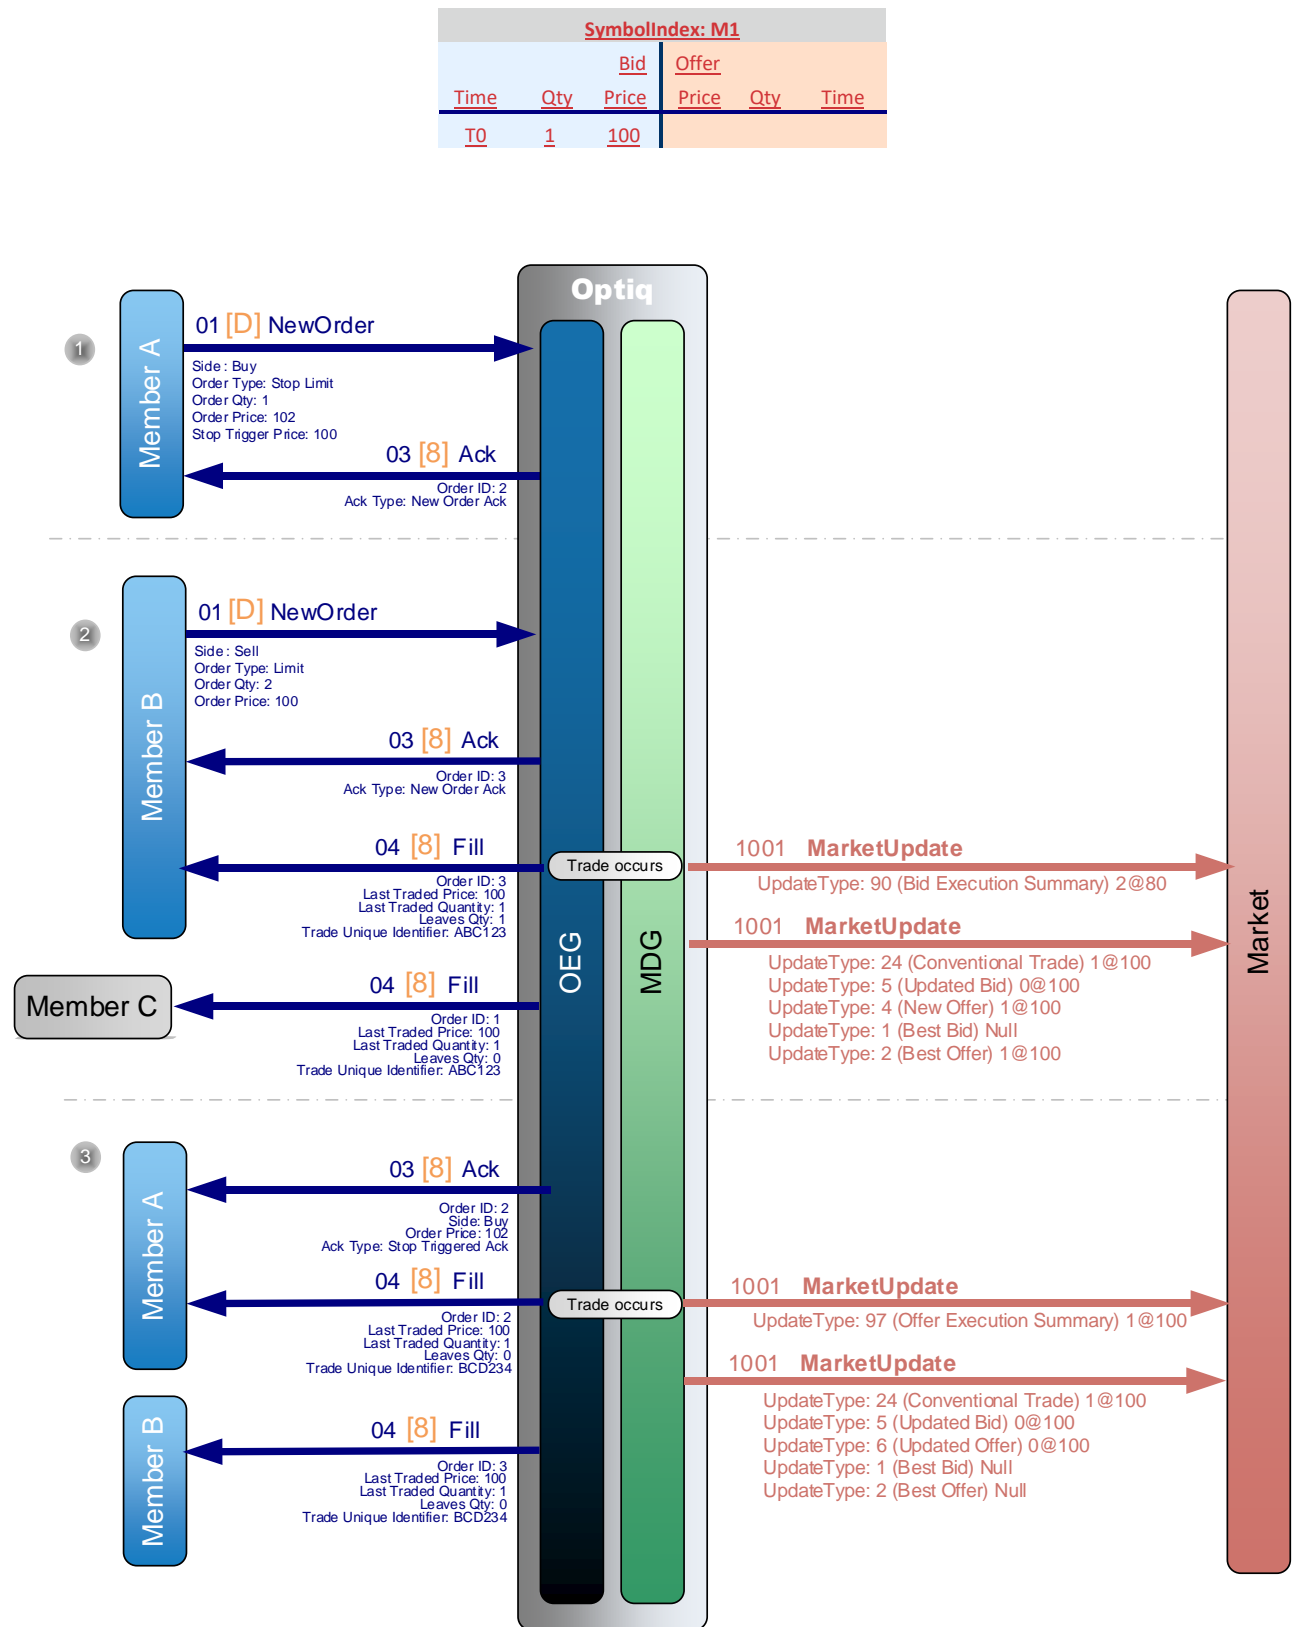 SymbolIndex: M1
Bid Offer
Time Qty Price Price Qty Time
T0 1 100
Optiq
1
Member A
01 [D] NewOrder
Side : Buy
Order Type: Stop Limit
Order Qty: 1
Order Price: 102
Stop Trigger Price: 100
03 [8] Ack
Order ID: 2
Ack Type: New Order Ack
2
Member B
01 [D] NewOrder
Side : Sell
Order Type: Limit
Order Qty: 2
Order Price: 100
03 [8] Ack
Order ID: 3
Ack Type: New Order Ack
04 [8] Fill
Order ID: 3
Last Traded Price: 100
Last Traded Quantity: 1
Leaves Qty: 1
Trade Unique Identifier: ABC123
Trade occurs
1001 MarketUpdate
UpdateType: 90 (Bid Execution Summary) 2@80
1001 MarketUpdate
UpdateType: 24 (Conventional Trade) 1@100
UpdateType: 5 (Updated Bid) 0@100
UpdateType: 4 (New Offer) 1@100
UpdateType: 1 (Best Bid) Null
UpdateType: 2 (Best Offer) 1@100
OEG
MDG
Market
Member C
04 [8] Fill
Order ID: 1
Last Traded Price: 100
Last Traded Quantity: 1
Leaves Qty: 0
Trade Unique Identifier: ABC123
3
Member A
03 [8] Ack
Order ID: 2
Side: Buy
Order Price: 102
Ack Type: Stop Triggered Ack
04 [8] Fill
Order ID: 2
Last Traded Price: 100
Last Traded Quantity: 1
Leaves Qty: 0
Trade Unique Identifier: BCD234
Trade occurs
1001 MarketUpdate
UpdateType: 97 (Offer Execution Summary) 1@100
1001 MarketUpdate
UpdateType: 24 (Conventional Trade) 1@100
UpdateType: 5 (Updated Bid) 0@100
UpdateType: 6 (Updated Offer) 0@100
UpdateType: 1 (Best Bid) Null
UpdateType: 2 (Best Offer) Null
Member B
04 [8] Fill
Order ID: 3
Last Traded Price: 100
Last Traded Quantity: 1
Leaves Qty: 0
Trade Unique Identifier: BCD234